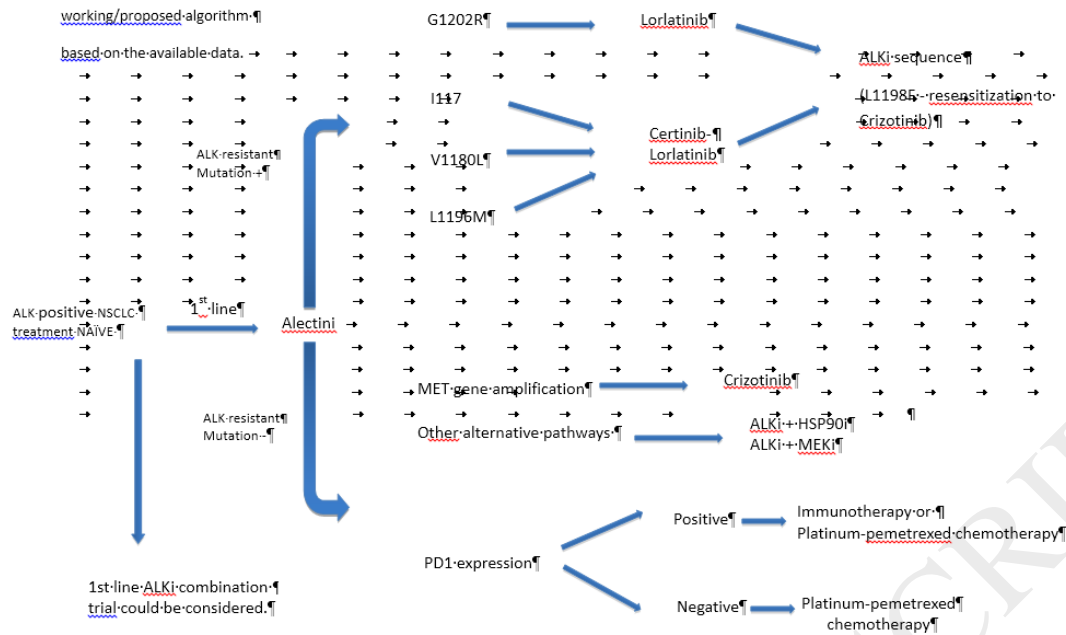 working/proposed algorithm
based on the available data.
G1202R
Lorlatinib
ALKi sequence
(L1198F - resensitization to
Crizotinib)
I117
V1180L
L1196M
Certinib-
Lorlatinib
ALK resistant
Mutation +
ALK positive NSCLC
treatment NAÏVE
1st line
Alectini
MET gene amplification
Crizotinib
ALK resistant
Mutation -
Other alternative pathways
ALKi + HSP90i
ALKi + MEKi
PD1 expression
Positive
Immunotherapy or
Platinum-pemetrexed chemotherapy
Negative
Platinum-pemetrexed
chemotherapy
1st line ALKi combination
trial could be considered.